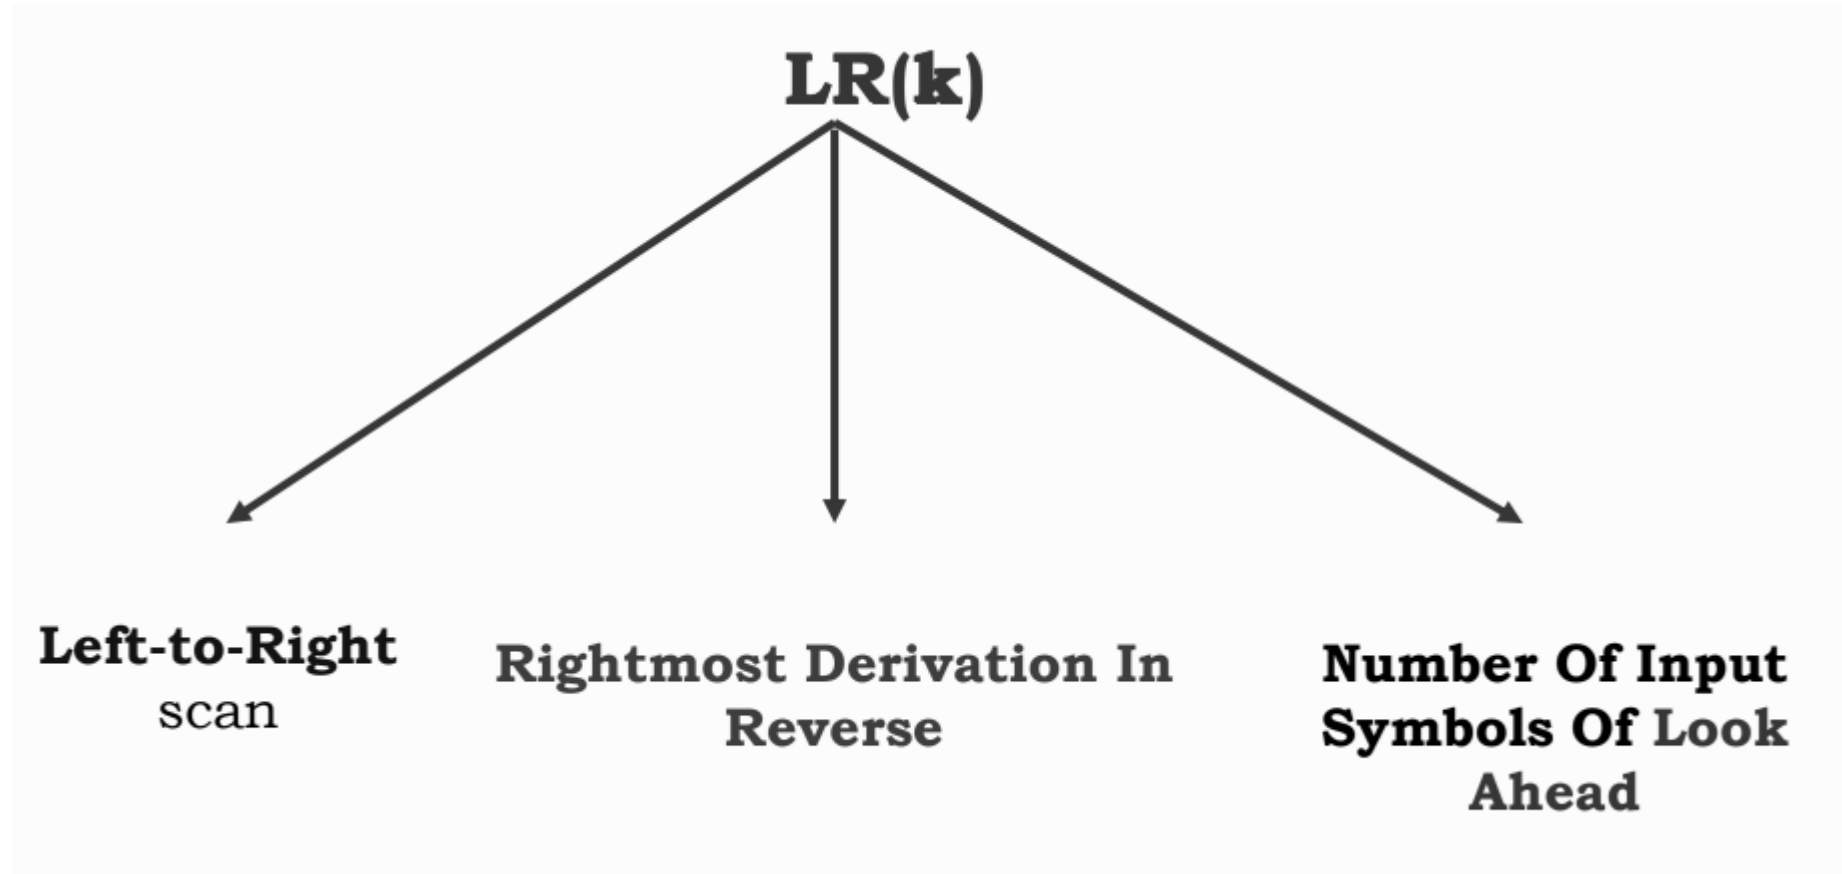 LR(k)
Left-to-Right
scan
Rightmost Derivation In
Reverse
Number Of Input
Symbols Of Look
Ahead